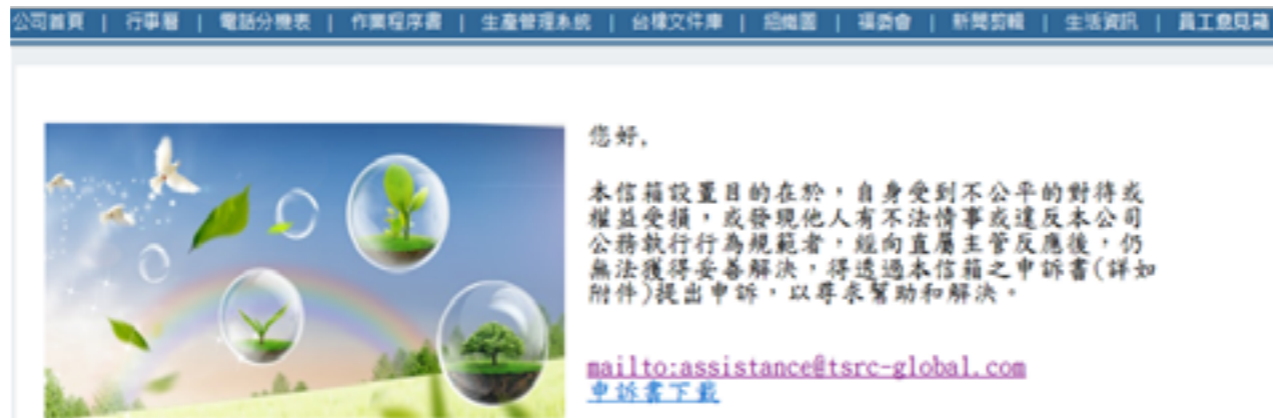 公司首頁 | 行事曆 | 電話分機表 | 作業程序書 | 生產管理系統 | 台橡文件庫 | 組織圖 | 福委會 | 新聞剪輯 | 生活資訊 | 員工意見箱
您好,
本信箱設置目的在於，自身受到不公平的對待或
權益受損，或發現他人有不法情事或違反本公司
公務執行行為規範者，經向直屬主管反應後，仍
無法獲得妥善解決，得透過本信箱之申訴書(詳如
附件)提出申訴，以尋求幫助和解決。
mailto:assistance@tsrc-global.com
申訴書下載